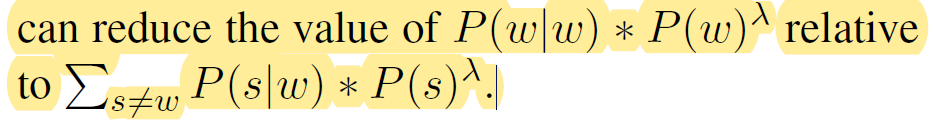 can reduce the value of P(w|w) ∗ P(w)^λ relative
to ∑_{s≠w} P(s|w) ∗ P(s)^λ.